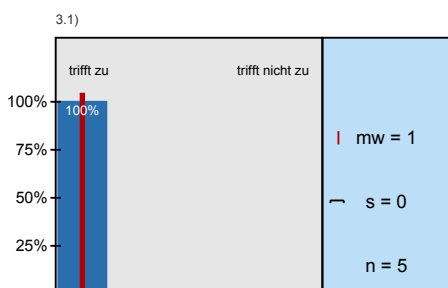 3.1)
trifft zu
trifft nicht zu
100%
100%
75%
mw = 1
50%
s = 0
25%
n = 5